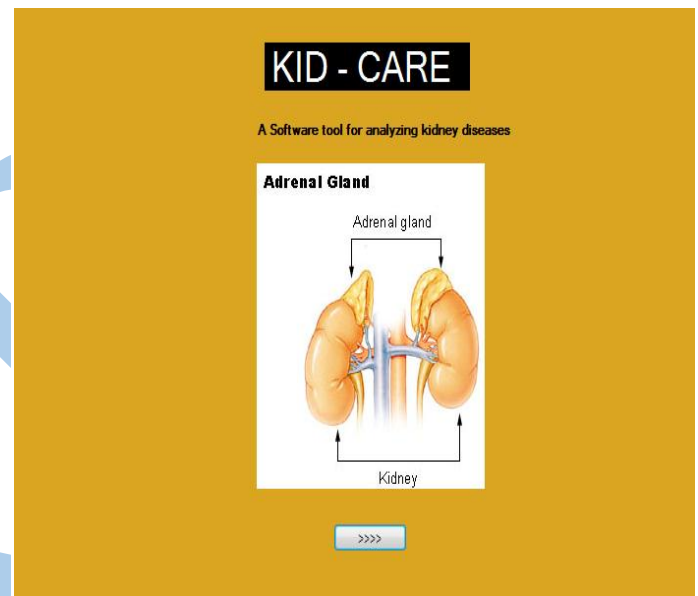 KID - CARE
A Software tool for analyzing kidney diseases
Adrenal Gland
Adrenal gland
Kidney
>>>>